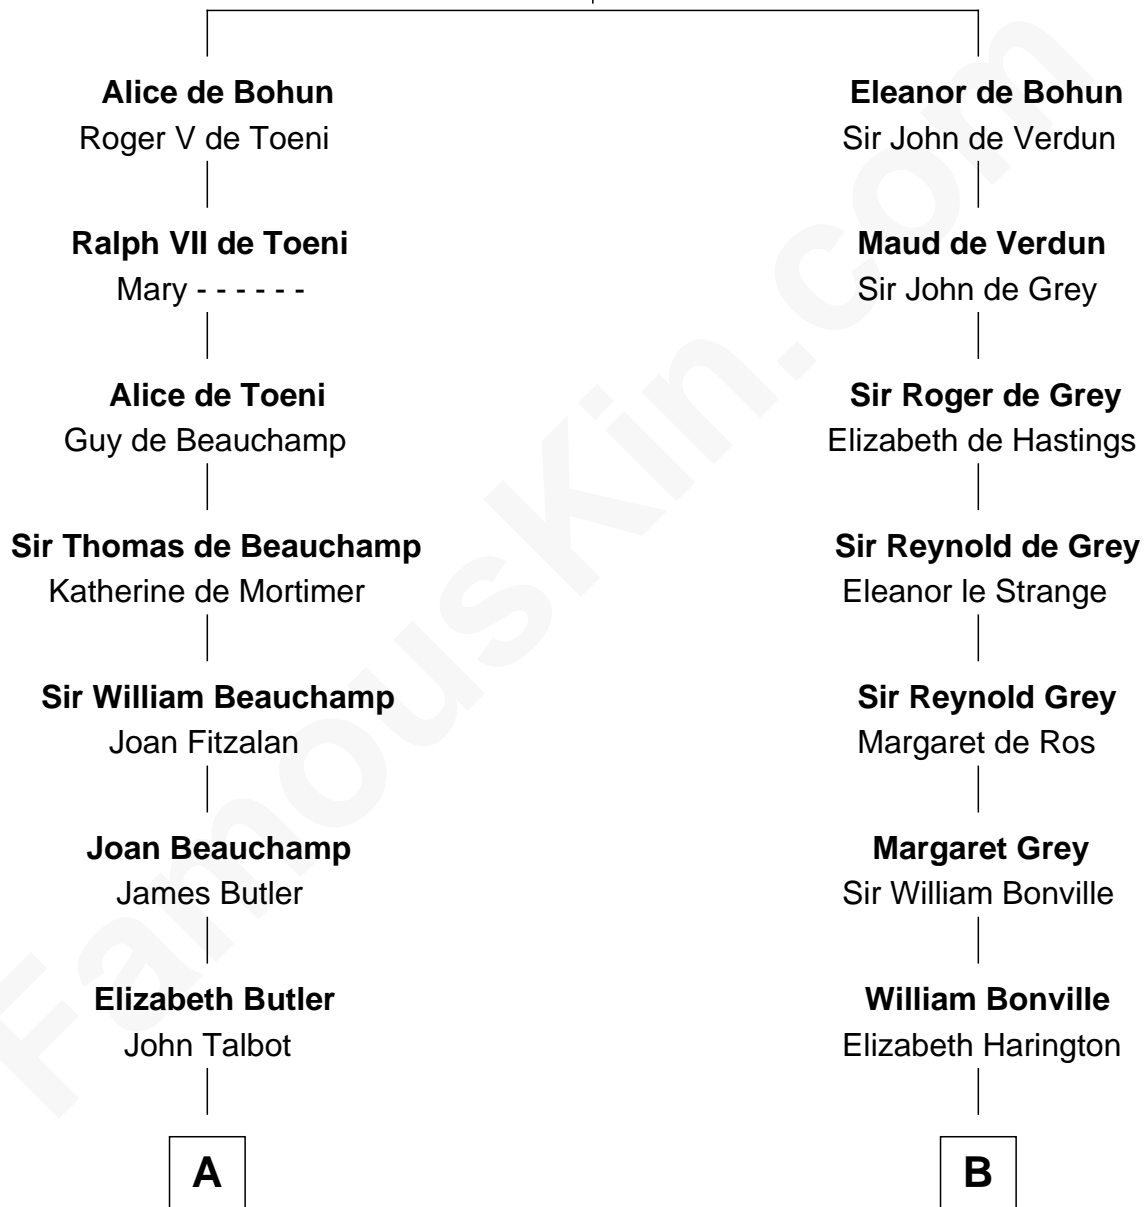 Alice de Bohun
Roger V de Toeni
Ralph VII de Toeni
Mary - - - - - -
Alice de Toeni
Guy de Beauchamp
Sir Thomas de Beauchamp
Katherine de Mortimer
Sir William Beauchamp
Joan Fitzalan
Joan Beauchamp
James Butler
Elizabeth Butler
John Talbot
A
Eleanor de Bohun
Sir John de Verdun
Maud de Verdun
Sir John de Grey
Sir Roger de Grey
Elizabeth de Hastings
Sir Reynold de Grey
Eleanor le Strange
Sir Reynold Grey
Margaret de Ros
Margaret Grey
Sir William Bonville
William Bonville
Elizabeth Harington
B
FamousKin.com